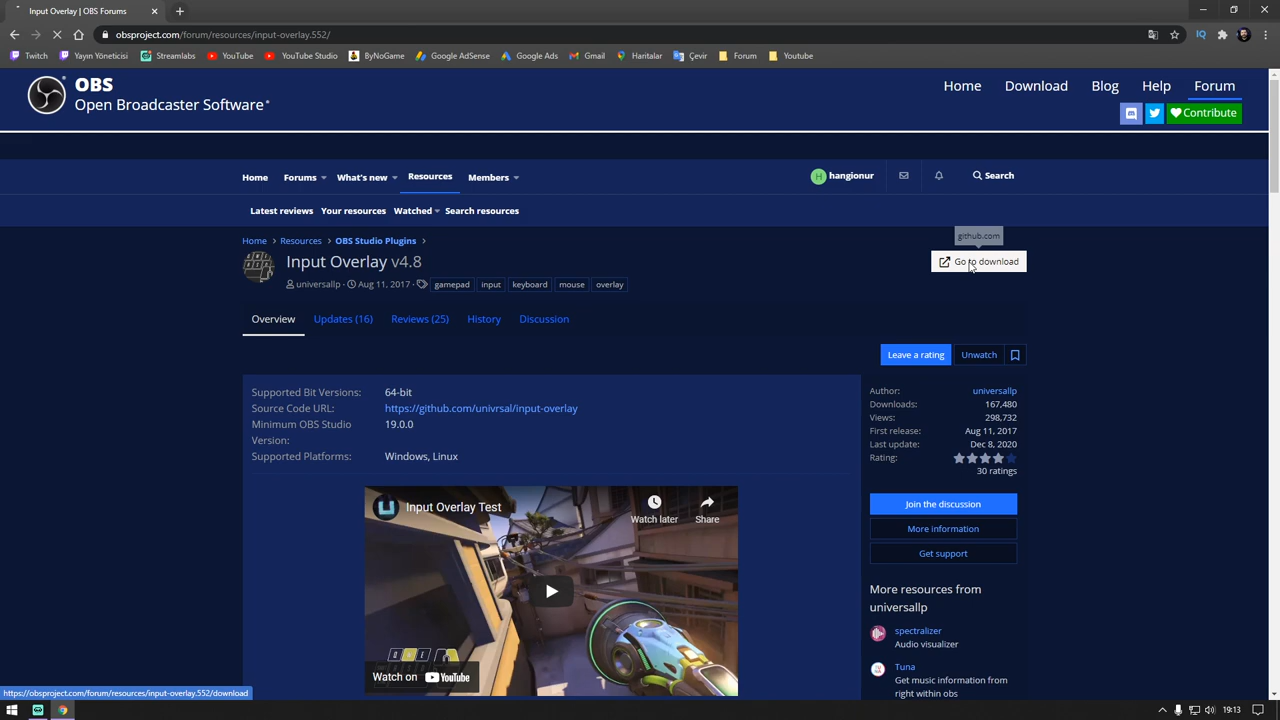 Input Overlay | OBS Forums
obsproject.com/forum/resources/input-overlay.552/
Twitch Yayın Yöneticisi Streamlabs YouTube YouTube Studio ByNoGame Google AdSense Google Ads Gmail Haritalar Çevir Forum Youtube
OBS
Open Broadcaster Software
Home Download Blog Help Forum
Contribute
Home Forums What's new Resources Members
H hangionur Search
Latest reviews Your resources Watched Search resources
Home Resources OBS Studio Plugins
github.com
Input Overlay v4.8
Go to download
universallp Aug 11, 2017 gamepad input keyboard mouse overlay
Overview Updates (16) Reviews (25) History Discussion
Leave a rating Unwatch
Supported Bit Versions: 64-bit
Source Code URL: https://github.com/univrsal/input-overlay
Minimum OBS Studio Version: 19.0.0
Supported Platforms: Windows, Linux
Input Overlay Test
Watch later Share
Watch on YouTube
Author: universallp
Downloads: 167,480
Views: 298,732
First release: Aug 11, 2017
Last update: Dec 8, 2020
Rating:
30 ratings
Join the discussion
More information
Get support
More resources from
universallp
spectralizer
Audio visualizer
Tuna
Get music information from
right within obs
https://obsproject.com/forum/resources/input-overlay.552/download
19:13